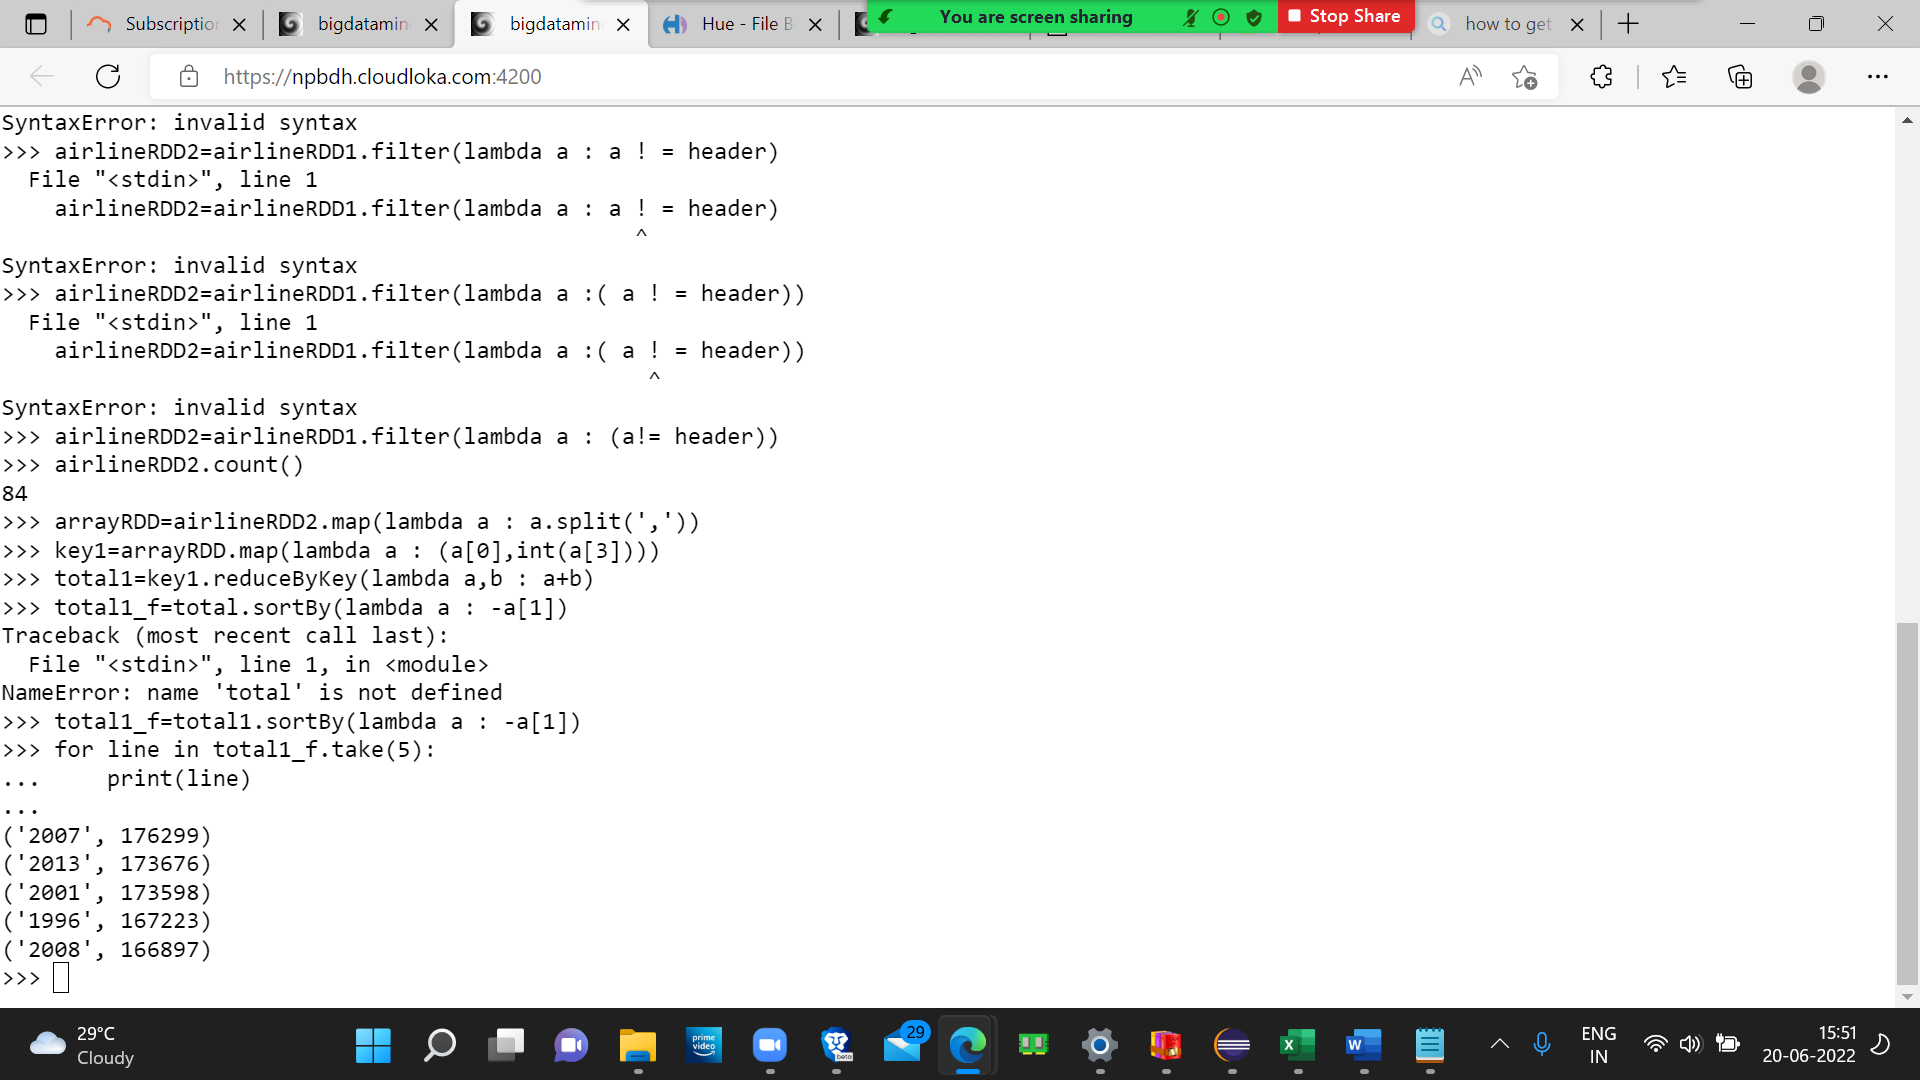 Subscription
bigdatamin
bigdatamin
Hue - File B
You are screen sharing
Stop Share
how to get
https://npbdh.cloudloka.com:4200
SyntaxError: invalid syntax
>>> airlineRDD2=airlineRDD1.filter(lambda a : a ! = header)
  File "<stdin>", line 1
    airlineRDD2=airlineRDD1.filter(lambda a : a ! = header)
                                                ^
SyntaxError: invalid syntax
>>> airlineRDD2=airlineRDD1.filter(lambda a :( a ! = header))
  File "<stdin>", line 1
    airlineRDD2=airlineRDD1.filter(lambda a :( a ! = header))
                                                 ^
SyntaxError: invalid syntax
>>> airlineRDD2=airlineRDD1.filter(lambda a : (a!= header))
>>> airlineRDD2.count()
84
>>> arrayRDD=airlineRDD2.map(lambda a : a.split(','))
>>> key1=arrayRDD.map(lambda a : (a[0],int(a[3])))
>>> total1=key1.reduceByKey(lambda a,b : a+b)
>>> total1_f=total.sortBy(lambda a : -a[1])
Traceback (most recent call last):
  File "<stdin>", line 1, in <module>
NameError: name 'total' is not defined
>>> total1_f=total1.sortBy(lambda a : -a[1])
>>> for line in total1_f.take(5):
...     print(line)
...
('2007', 176299)
('2013', 173676)
('2001', 173598)
('1996', 167223)
('2008', 166897)
>>>
29°C
Cloudy
prime video
beta
29
ENG
IN
15:51
20-06-2022